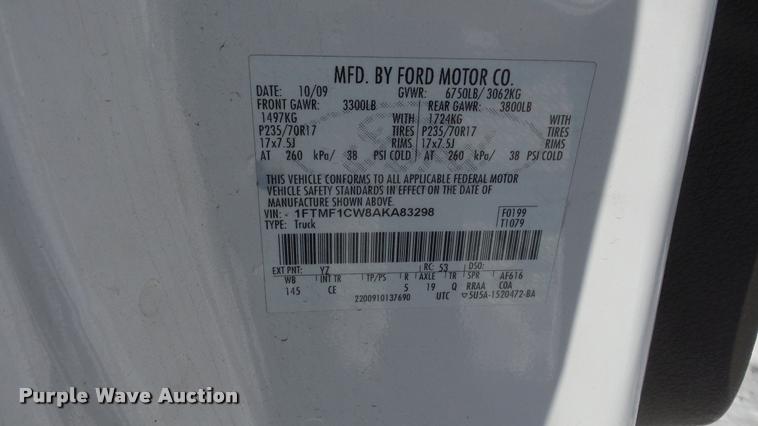 MFD. BY FORD MOTOR CO.
DATE: 10/09 GVWR: 6750LB/ 3062KG
FRONT GAWR: 3300LB REAR GAWR: 3800LB
1497KG WITH 1724KG WITH
P235/70R17 TIRES P235/70R17 TIRES
17x7.5J RIMS 17x7.5J RIMS
AT 260 kPa/ 38 PSI COLD AT 260 kPa/ 38 PSI COLD
THIS VEHICLE CONFORMS TO ALL APPLICABLE FEDERAL MOTOR
VEHICLE SAFETY STANDARDS IN EFFECT ON THE DATE OF
MANUFACTURE SHOWN ABOVE.
VIN: 1FTMF1CW8AKA83298 F0199
TYPE: Truck T1079
EXT PNT: YZ RC: 53 DSO:
WB INT TR TP/PS R AXLE TR SPR AF616
145 CE 5 19 Q RRAA COA
2200910137690 UTC 5U5A-1520472-BA
Purple Wave Auction